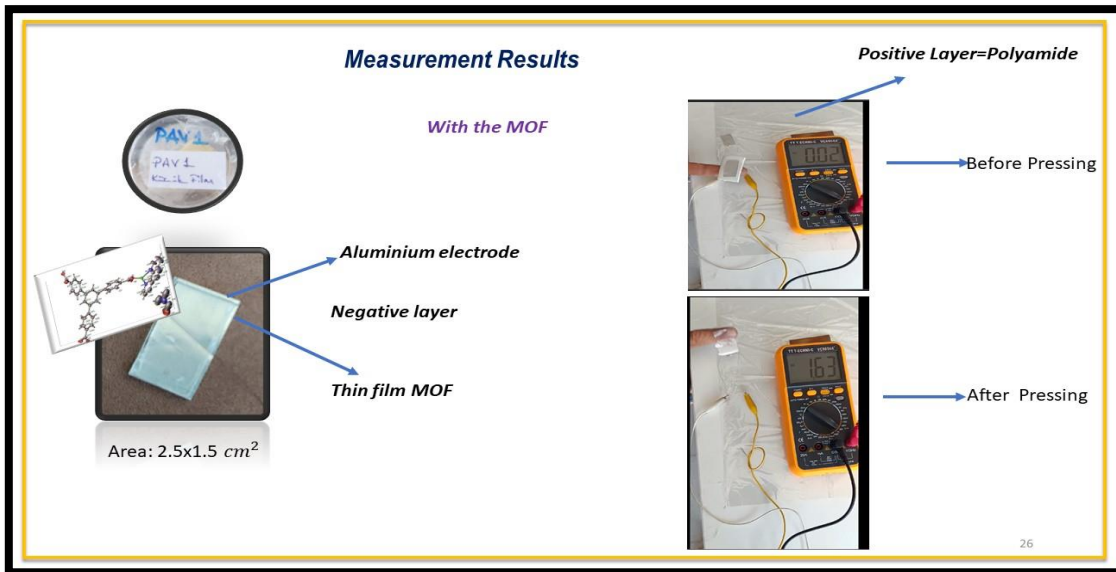 Measurement Results
Positive Layer=Polyamide
With the MOF
PAV 1
PAV 1
0.02
Before Pressing
Aluminium electrode
Negative layer
Thin film MOF
1.63
After Pressing
Area: 2.5x1.5 cm²
26